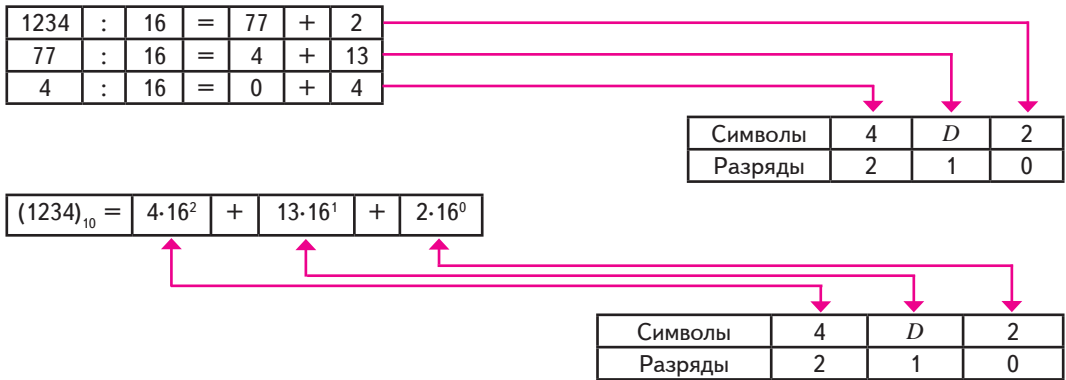 1234 : 16 = 77 + 2
77 : 16 = 4 + 13
4 : 16 = 0 + 4
Символы 4 D 2
Разряды 2 1 0
(1234)₁₀ = 4·16² + 13·16¹ + 2·16⁰
Символы 4 D 2
Разряды 2 1 0